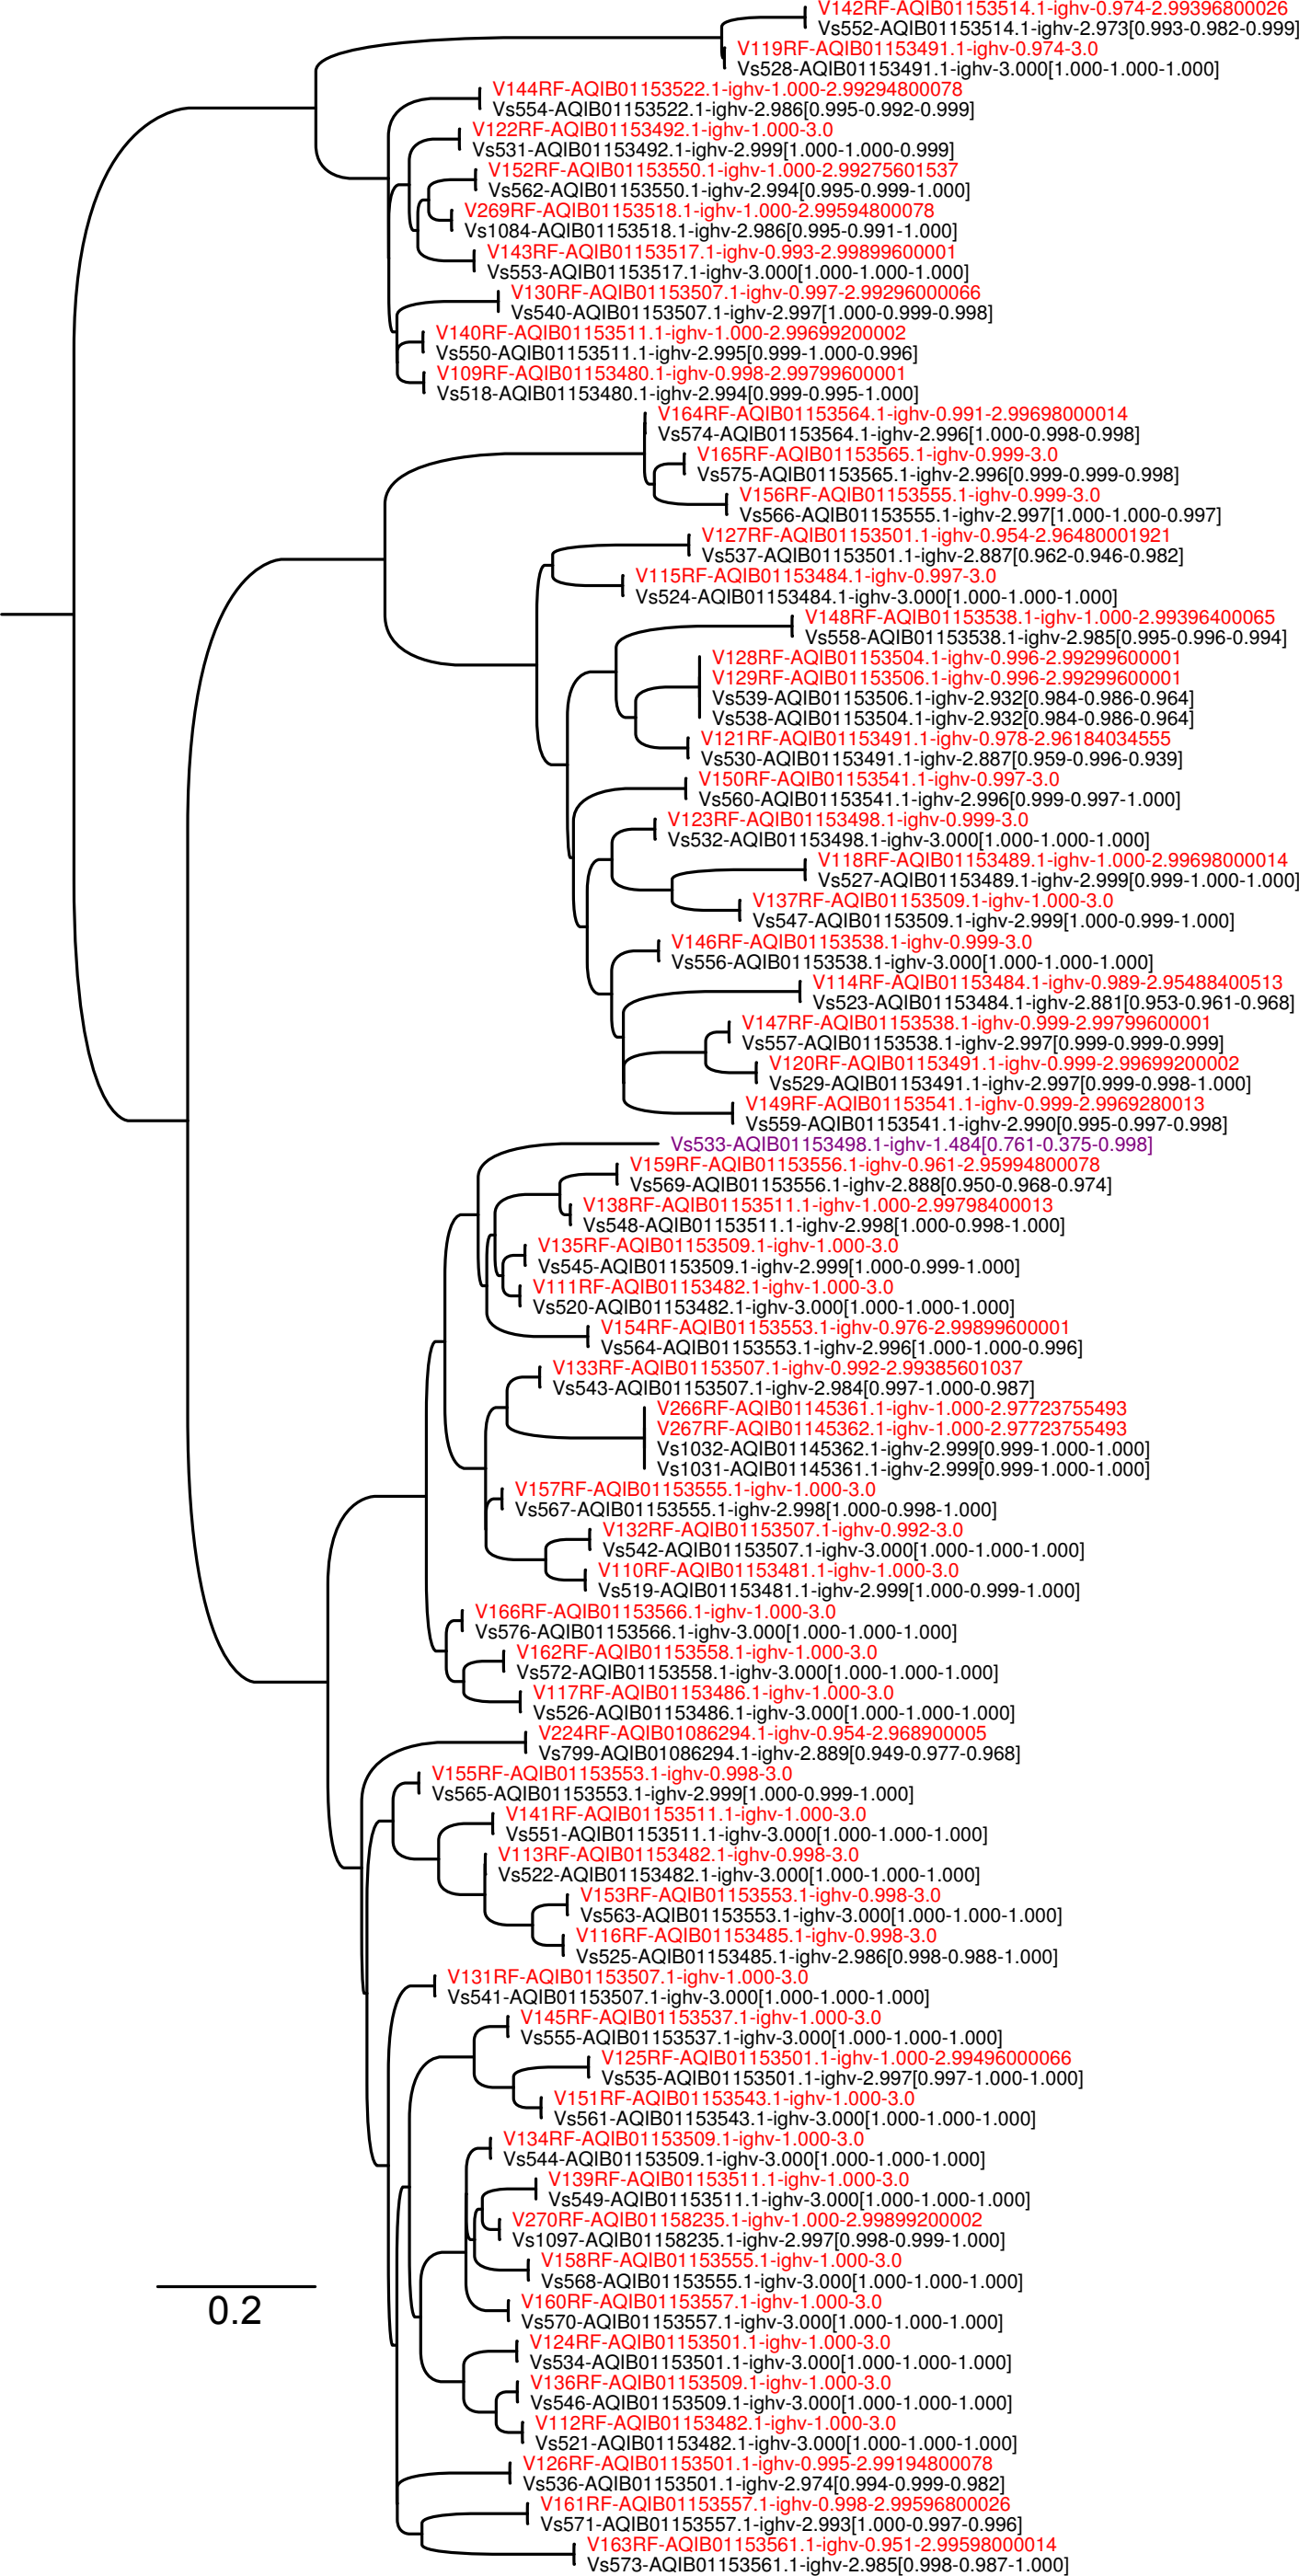 V142RF-AQIB01153514.1-ighv-0.974-2.99396800026
Vs552-AQIB01153514.1-ighv-2.973[0.993-0.982-0.999]
V119RF-AQIB01153491.1-ighv-0.974-3.0
Vs528-AQIB01153491.1-ighv-3.000[1.000-1.000-1.000]
V144RF-AQIB01153522.1-ighv-1.000-2.99294800078
Vs554-AQIB01153522.1-ighv-2.986[0.995-0.992-0.999]
V122RF-AQIB01153492.1-ighv-1.000-3.0
Vs531-AQIB01153492.1-ighv-2.999[1.000-1.000-0.999]
V152RF-AQIB01153550.1-ighv-1.000-2.99275601537
Vs562-AQIB01153550.1-ighv-2.994[0.995-0.999-1.000]
V269RF-AQIB01153518.1-ighv-1.000-2.99594800078
Vs1084-AQIB01153518.1-ighv-2.986[0.995-0.991-1.000]
V143RF-AQIB01153517.1-ighv-0.993-2.99899600001
Vs553-AQIB01153517.1-ighv-3.000[1.000-1.000-1.000]
V130RF-AQIB01153507.1-ighv-0.997-2.99296000066
Vs540-AQIB01153507.1-ighv-2.997[1.000-0.999-0.998]
V140RF-AQIB01153511.1-ighv-1.000-2.99699200002
Vs550-AQIB01153511.1-ighv-2.995[0.999-1.000-0.996]
V109RF-AQIB01153480.1-ighv-0.998-2.99799600001
Vs518-AQIB01153480.1-ighv-2.994[0.999-0.995-1.000]
V164RF-AQIB01153564.1-ighv-0.991-2.99698000014
Vs574-AQIB01153564.1-ighv-2.996[1.000-0.998-0.998]
V165RF-AQIB01153565.1-ighv-0.999-3.0
Vs575-AQIB01153565.1-ighv-2.996[0.999-0.999-0.998]
V156RF-AQIB01153555.1-ighv-0.999-3.0
Vs566-AQIB01153555.1-ighv-2.997[1.000-1.000-0.997]
V127RF-AQIB01153501.1-ighv-0.954-2.96480001921
Vs537-AQIB01153501.1-ighv-2.887[0.962-0.946-0.982]
V115RF-AQIB01153484.1-ighv-0.997-3.0
Vs524-AQIB01153484.1-ighv-3.000[1.000-1.000-1.000]
V148RF-AQIB01153538.1-ighv-1.000-2.99396400065
Vs558-AQIB01153538.1-ighv-2.985[0.995-0.996-0.994]
V128RF-AQIB01153504.1-ighv-0.996-2.99299600001
V129RF-AQIB01153506.1-ighv-0.996-2.99299600001
Vs539-AQIB01153506.1-ighv-2.932[0.984-0.986-0.964]
Vs538-AQIB01153504.1-ighv-2.932[0.984-0.986-0.964]
V121RF-AQIB01153491.1-ighv-0.978-2.96184034555
Vs530-AQIB01153491.1-ighv-2.887[0.959-0.996-0.939]
V150RF-AQIB01153541.1-ighv-0.997-3.0
Vs560-AQIB01153541.1-ighv-2.996[0.999-0.997-1.000]
V123RF-AQIB01153498.1-ighv-0.999-3.0
Vs532-AQIB01153498.1-ighv-3.000[1.000-1.000-1.000]
V118RF-AQIB01153489.1-ighv-1.000-2.99698000014
Vs527-AQIB01153489.1-ighv-2.999[0.999-1.000-1.000]
V137RF-AQIB01153509.1-ighv-1.000-3.0
Vs547-AQIB01153509.1-ighv-2.999[1.000-0.999-1.000]
V146RF-AQIB01153538.1-ighv-0.999-3.0
Vs556-AQIB01153538.1-ighv-3.000[1.000-1.000-1.000]
V114RF-AQIB01153484.1-ighv-0.989-2.95488400513
Vs523-AQIB01153484.1-ighv-2.881[0.953-0.961-0.968]
V147RF-AQIB01153538.1-ighv-0.999-2.99799600001
Vs557-AQIB01153538.1-ighv-2.997[0.999-0.999-0.999]
V120RF-AQIB01153491.1-ighv-0.999-2.99699200002
Vs529-AQIB01153491.1-ighv-2.997[0.999-0.998-1.000]
V149RF-AQIB01153541.1-ighv-0.999-2.9969280013
Vs559-AQIB01153541.1-ighv-2.990[0.995-0.997-0.998]
Vs533-AQIB01153498.1-ighv-1.484[0.761-0.375-0.998]
V159RF-AQIB01153556.1-ighv-0.961-2.95994800078
Vs569-AQIB01153556.1-ighv-2.888[0.950-0.968-0.974]
V138RF-AQIB01153511.1-ighv-1.000-2.99798400013
Vs548-AQIB01153511.1-ighv-2.998[1.000-0.998-1.000]
V135RF-AQIB01153509.1-ighv-1.000-3.0
Vs545-AQIB01153509.1-ighv-2.999[1.000-0.999-1.000]
V111RF-AQIB01153482.1-ighv-1.000-3.0
Vs520-AQIB01153482.1-ighv-3.000[1.000-1.000-1.000]
V154RF-AQIB01153553.1-ighv-0.976-2.99899600001
Vs564-AQIB01153553.1-ighv-2.996[1.000-1.000-0.996]
V133RF-AQIB01153507.1-ighv-0.992-2.99385601037
Vs543-AQIB01153507.1-ighv-2.984[0.997-1.000-0.987]
V266RF-AQIB01145361.1-ighv-1.000-2.97723755493
V267RF-AQIB01145362.1-ighv-1.000-2.97723755493
Vs1032-AQIB01145362.1-ighv-2.999[0.999-1.000-1.000]
Vs1031-AQIB01145361.1-ighv-2.999[0.999-1.000-1.000]
V157RF-AQIB01153555.1-ighv-1.000-3.0
Vs567-AQIB01153555.1-ighv-2.998[1.000-0.998-1.000]
V132RF-AQIB01153507.1-ighv-0.992-3.0
Vs542-AQIB01153507.1-ighv-3.000[1.000-1.000-1.000]
V110RF-AQIB01153481.1-ighv-1.000-3.0
Vs519-AQIB01153481.1-ighv-2.999[1.000-0.999-1.000]
V166RF-AQIB01153566.1-ighv-1.000-3.0
Vs576-AQIB01153566.1-ighv-3.000[1.000-1.000-1.000]
V162RF-AQIB01153558.1-ighv-1.000-3.0
Vs572-AQIB01153558.1-ighv-3.000[1.000-1.000-1.000]
V117RF-AQIB01153486.1-ighv-1.000-3.0
Vs526-AQIB01153486.1-ighv-3.000[1.000-1.000-1.000]
V224RF-AQIB01086294.1-ighv-0.954-2.968900005
Vs799-AQIB01086294.1-ighv-2.889[0.949-0.977-0.968]
V155RF-AQIB01153553.1-ighv-0.998-3.0
Vs565-AQIB01153553.1-ighv-2.999[1.000-0.999-1.000]
V141RF-AQIB01153511.1-ighv-1.000-3.0
Vs551-AQIB01153511.1-ighv-3.000[1.000-1.000-1.000]
V113RF-AQIB01153482.1-ighv-0.998-3.0
Vs522-AQIB01153482.1-ighv-3.000[1.000-1.000-1.000]
V153RF-AQIB01153553.1-ighv-0.998-3.0
Vs563-AQIB01153553.1-ighv-3.000[1.000-1.000-1.000]
V116RF-AQIB01153485.1-ighv-0.998-3.0
Vs525-AQIB01153485.1-ighv-2.986[0.998-0.988-1.000]
V131RF-AQIB01153507.1-ighv-1.000-3.0
Vs541-AQIB01153507.1-ighv-3.000[1.000-1.000-1.000]
V145RF-AQIB01153537.1-ighv-1.000-3.0
Vs555-AQIB01153537.1-ighv-3.000[1.000-1.000-1.000]
V125RF-AQIB01153501.1-ighv-1.000-2.99496000066
Vs535-AQIB01153501.1-ighv-2.997[0.997-1.000-1.000]
V151RF-AQIB01153543.1-ighv-1.000-3.0
Vs561-AQIB01153543.1-ighv-3.000[1.000-1.000-1.000]
V134RF-AQIB01153509.1-ighv-1.000-3.0
Vs544-AQIB01153509.1-ighv-3.000[1.000-1.000-1.000]
V139RF-AQIB01153511.1-ighv-1.000-3.0
Vs549-AQIB01153511.1-ighv-3.000[1.000-1.000-1.000]
V270RF-AQIB01158235.1-ighv-1.000-2.99899200002
Vs1097-AQIB01158235.1-ighv-2.997[0.998-0.999-1.000]
V158RF-AQIB01153555.1-ighv-1.000-3.0
Vs568-AQIB01153555.1-ighv-3.000[1.000-1.000-1.000]
V160RF-AQIB01153557.1-ighv-1.000-3.0
Vs570-AQIB01153557.1-ighv-3.000[1.000-1.000-1.000]
0.2
V124RF-AQIB01153501.1-ighv-1.000-3.0
Vs534-AQIB01153501.1-ighv-3.000[1.000-1.000-1.000]
V136RF-AQIB01153509.1-ighv-1.000-3.0
Vs546-AQIB01153509.1-ighv-3.000[1.000-1.000-1.000]
V112RF-AQIB01153482.1-ighv-1.000-3.0
Vs521-AQIB01153482.1-ighv-3.000[1.000-1.000-1.000]
V126RF-AQIB01153501.1-ighv-0.995-2.99194800078
Vs536-AQIB01153501.1-ighv-2.974[0.994-0.999-0.982]
V161RF-AQIB01153557.1-ighv-0.998-2.99596800026
Vs571-AQIB01153557.1-ighv-2.993[1.000-0.997-0.996]
V163RF-AQIB01153561.1-ighv-0.951-2.99598000014
Vs573-AQIB01153561.1-ighv-2.985[0.998-0.987-1.000]